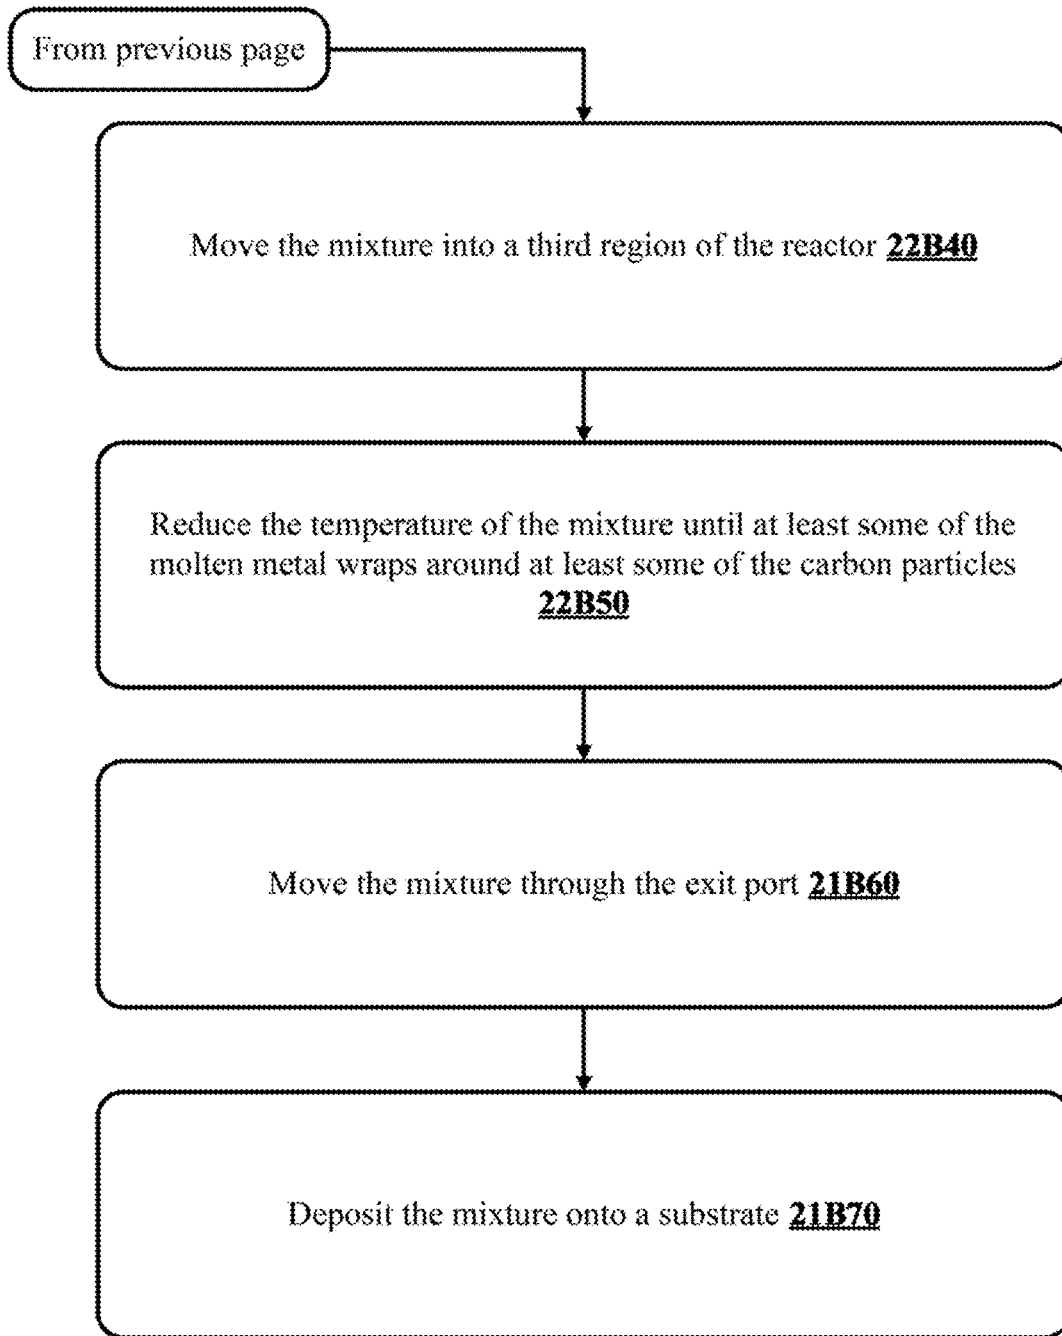 From previous page
Move the mixture into a third region of the reactor 22B40
Reduce the temperature of the mixture until at least some of the
molten metal wraps around at least some of the carbon particles
22B50
Move the mixture through the exit port 21B60
Deposit the mixture onto a substrate 21B70